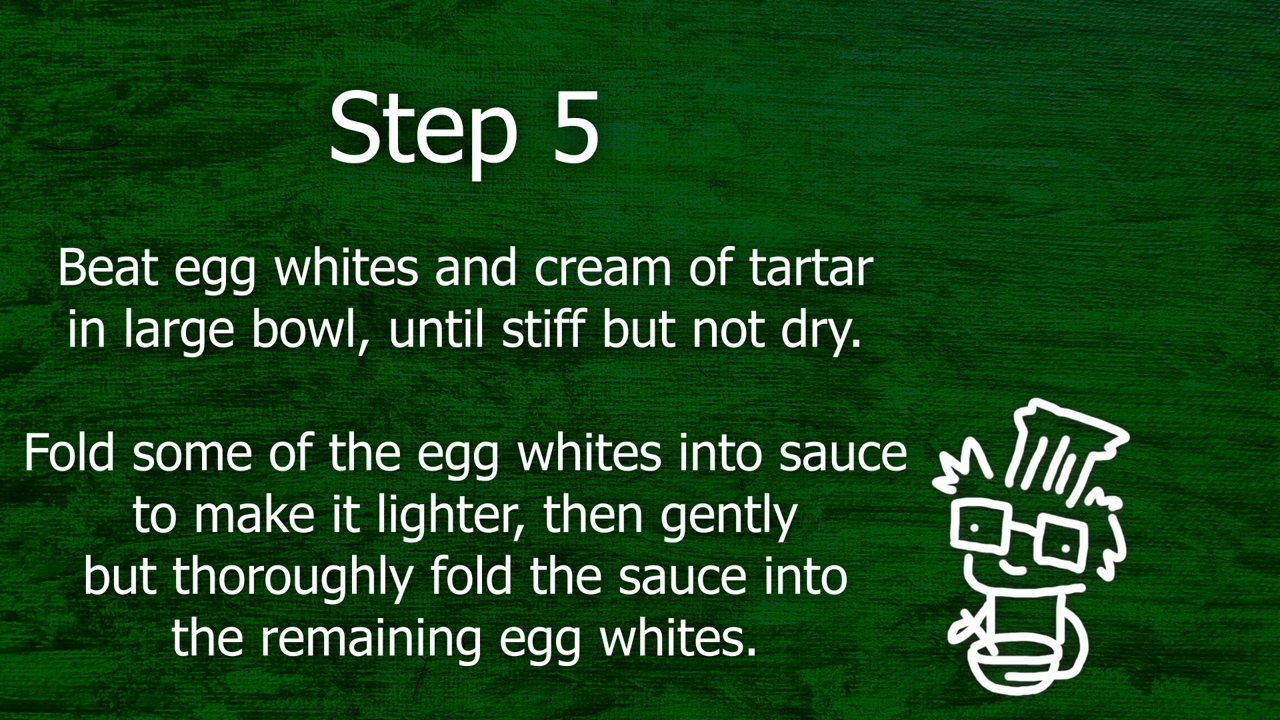 Step 5
Beat egg whites and cream of tartar
in large bowl, until stiff but not dry.
Fold some of the egg whites into sauce
to make it lighter, then gently
but thoroughly fold the sauce into
the remaining egg whites.